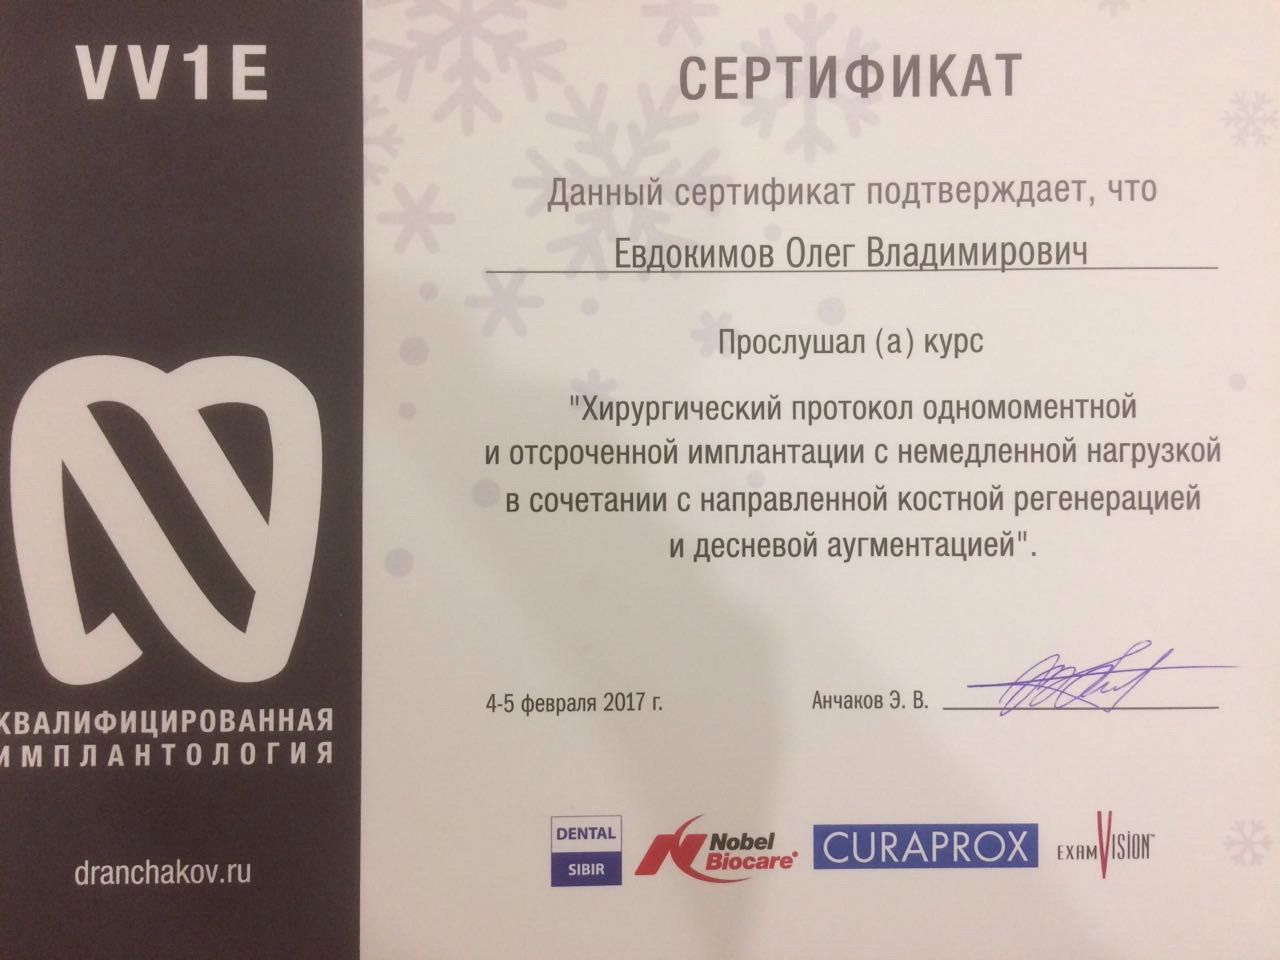 VV1E
КВАЛИФИЦИРОВАННАЯ
ИМПЛАНТОЛОГИЯ
dranchakov.ru
СЕРТИФИКАТ
Данный сертификат подтверждает, что
Евдокимов Олег Владимирович
Прослушал (а) курс
"Хирургический протокол одномоментной
и отсроченной имплантации с немедленной нагрузкой
в сочетании с направленной костной регенерацией
и десневой аугментацией".
4-5 февраля 2017 г.
Анчаков Э. В.
DENTAL
SIBIR
Nobel
Biocare®
CURAPROX
EXAMVISION™